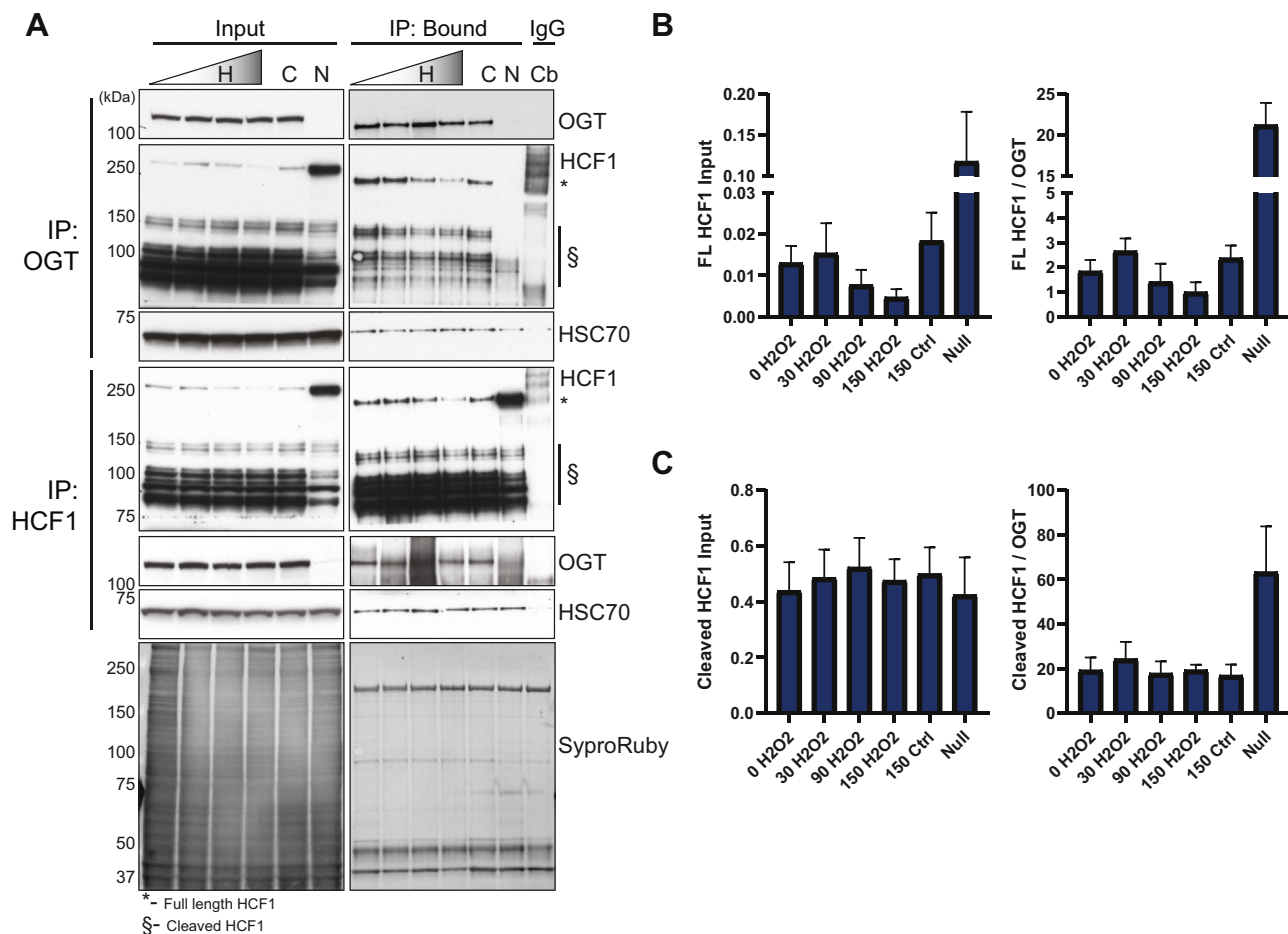 A
Input
IP: Bound
IgG
H C N
H C N Cb
(kDa)
IP: OGT
100
OGT
250
150
100
HCF1
*
§
75
HSC70
IP: HCF1
250
150
100
75
HCF1
*
§
100
OGT
75
HSC70
250
150
100
75
50
37
SyproRuby
*- Full length HCF1
§- Cleaved HCF1
B
FL HCF1 Input
0.20
0.15
0.10
0.03
0.02
0.01
0.00
0 H2O2
30 H2O2
90 H2O2
150 H2O2
150 Ctrl
Null
FL HCF1 / OGT
25
20
15
10
5
6
5
4
3
2
1
0
0 H2O2
30 H2O2
90 H2O2
150 H2O2
150 Ctrl
Null
C
Cleaved HCF1 Input
0.8
0.6
0.4
0.2
0.0
0 H2O2
30 H2O2
90 H2O2
150 H2O2
150 Ctrl
Null
Cleaved HCF1 / OGT
100
80
60
40
20
0
0 H2O2
30 H2O2
90 H2O2
150 H2O2
150 Ctrl
Null